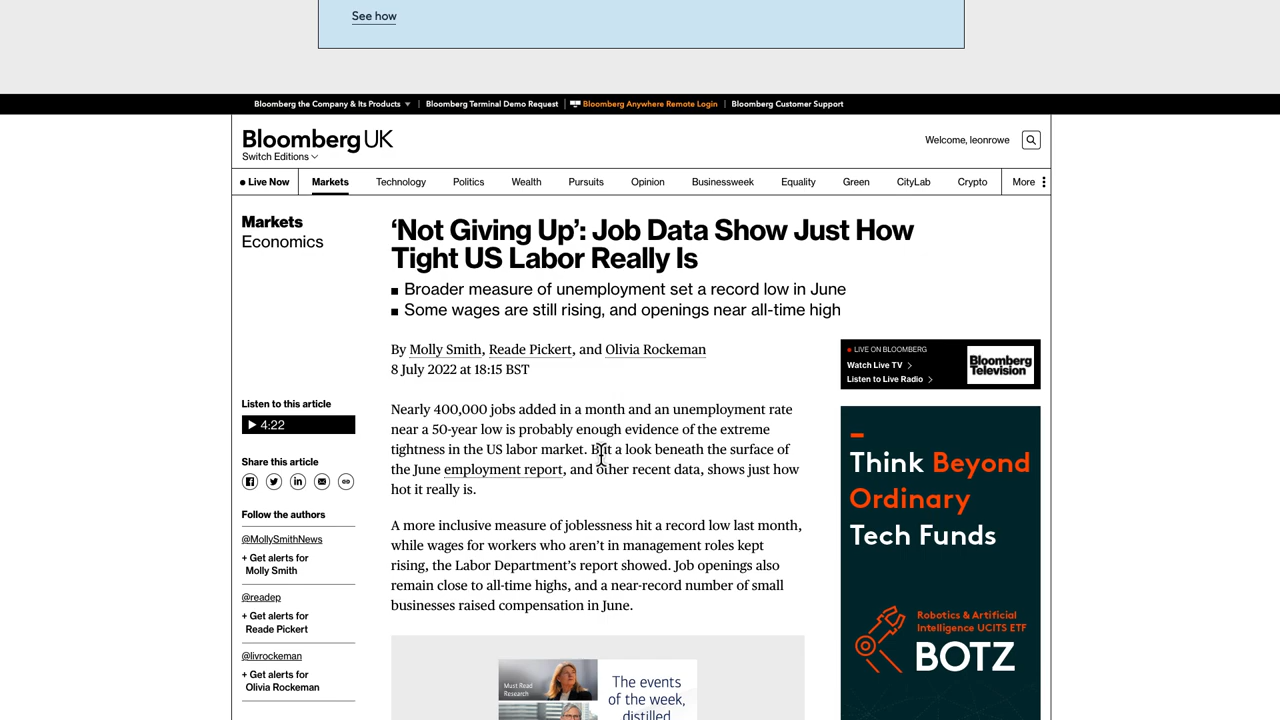 See how
Bloomberg the Company & Its Products
Bloomberg Terminal Demo Request
Bloomberg Anywhere Remote Login
Bloomberg Customer Support
Bloomberg UK
Switch Editions
Welcome, leonrowe
Live Now
Markets
Technology
Politics
Wealth
Pursuits
Opinion
Businessweek
Equality
Green
CityLab
Crypto
More
Markets
Economics
‘Not Giving Up’: Job Data Show Just How
Tight US Labor Really Is
Broader measure of unemployment set a record low in June
Some wages are still rising, and openings near all-time high
By Molly Smith, Reade Pickert, and Olivia Rockeman
8 July 2022 at 18:15 BST
Listen to this article
4:22
Share this article
Follow the authors
@MollySmithNews
+ Get alerts for
Molly Smith
@readep
+ Get alerts for
Reade Pickert
@livrockeman
+ Get alerts for
Olivia Rockeman
Nearly 400,000 jobs added in a month and an unemployment rate
near a 50-year low is probably enough evidence of the extreme
tightness in the US labor market. But a look beneath the surface of
the June employment report, and other recent data, shows just how
hot it really is.
A more inclusive measure of joblessness hit a record low last month,
while wages for workers who aren’t in management roles kept
rising, the Labor Department’s report showed. Job openings also
remain close to all-time highs, and a near-record number of small
businesses raised compensation in June.
Must Read
Research
The events
of the week,
distilled
LIVE ON BLOOMBERG
Watch Live TV
Listen to Live Radio
Bloomberg
Television
Think Beyond
Ordinary
Tech Funds
Robotics & Artificial
Intelligence UCITS ETF
BOTZ